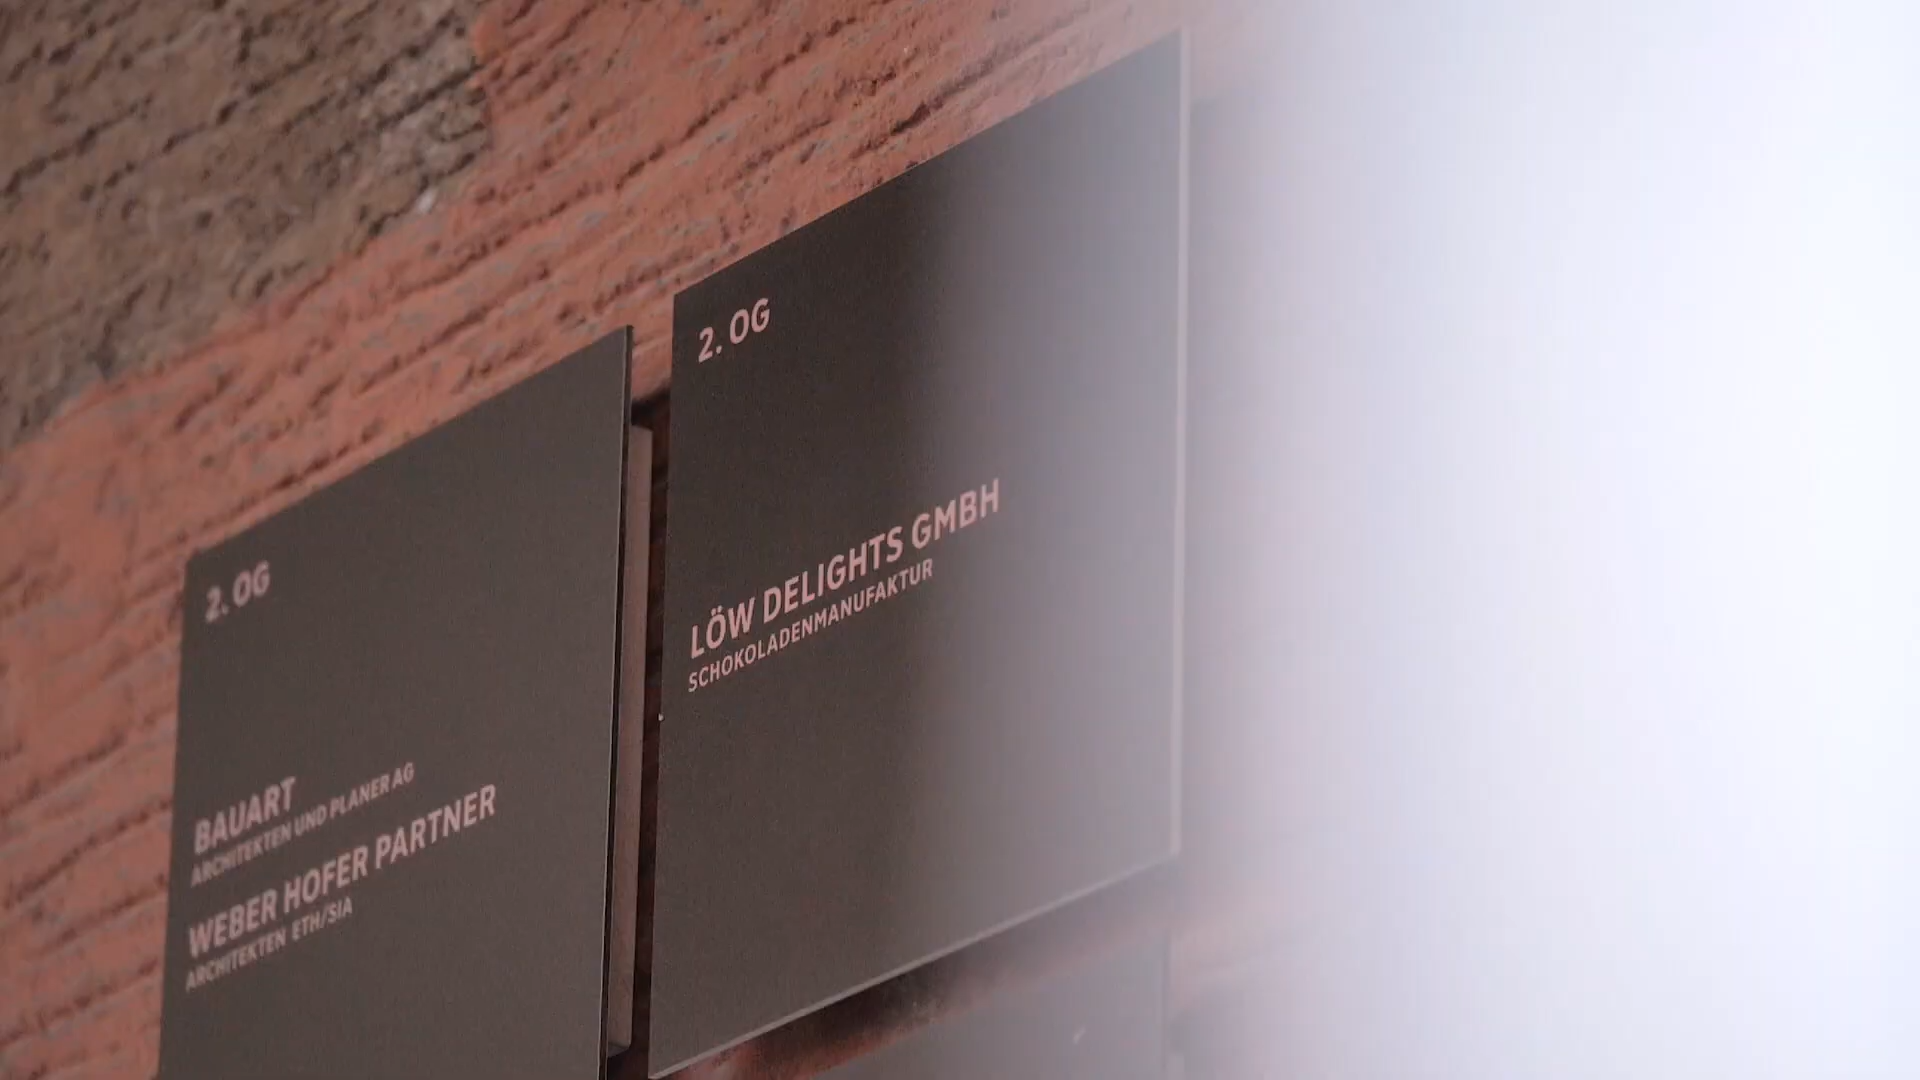 2. OG
BAUART
ARCHITEKTEN UND PLANER AG
WEBER HOFER PARTNER
ARCHITEKTEN ETH/SIA
2. OG
LÖW DELIGHTS GMBH
SCHOKOLADENMANUFAKTUR